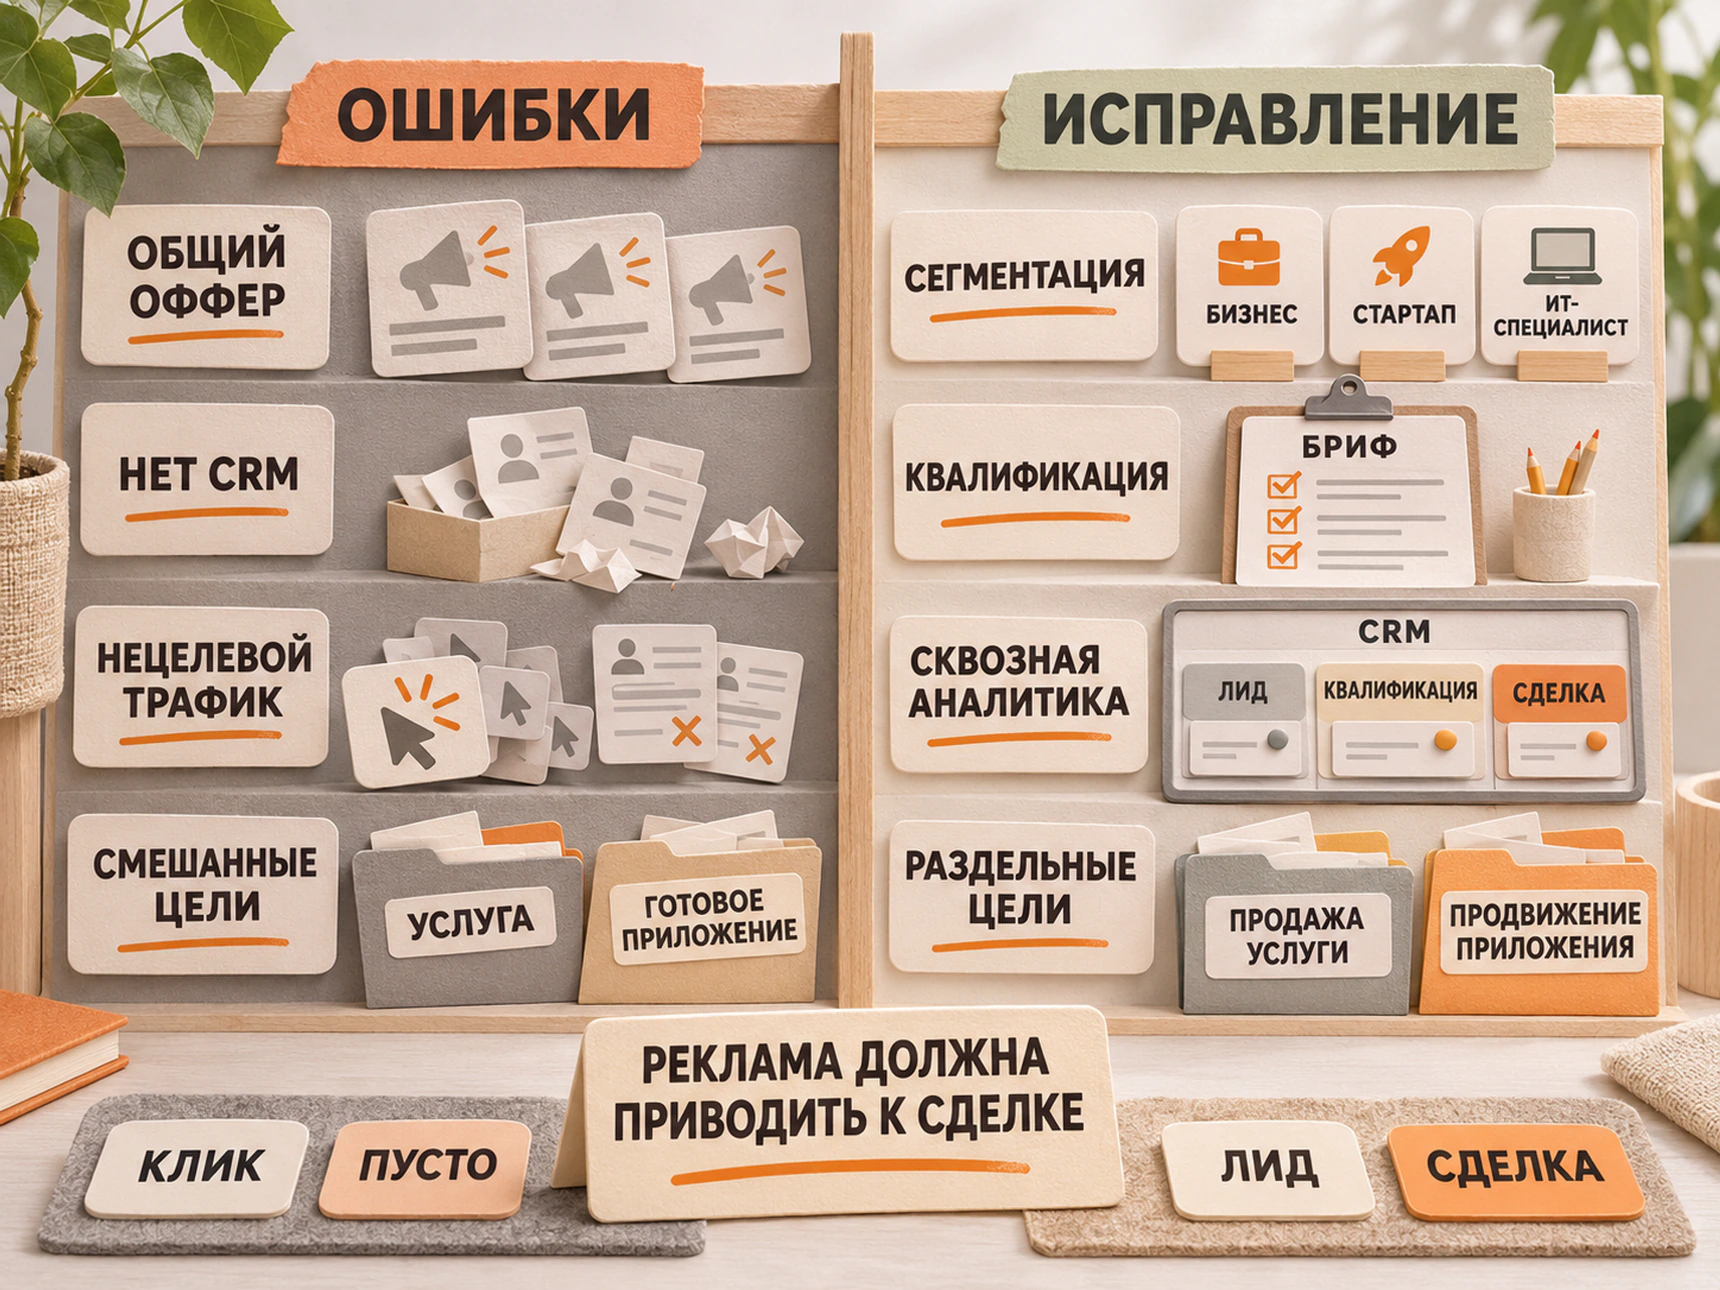 ОШИБКИ
ОБЩИЙ
ОФФЕР
НЕТ CRM
НЕЦЕЛЕВОЙ
ТРАФИК
СМЕШАННЫЕ
ЦЕЛИ
УСЛУГА
ГОТОВОЕ
ПРИЛОЖЕНИЕ
ИСПРАВЛЕНИЕ
СЕГМЕНТАЦИЯ
БИЗНЕС
СТАРТАП
ИТ-
СПЕЦИАЛИСТ
КВАЛИФИКАЦИЯ
БРИФ
СКВОЗНАЯ
АНАЛИТИКА
CRM
ЛИД
КВАЛИФИКАЦИЯ
СДЕЛКА
РАЗДЕЛЬНЫЕ
ЦЕЛИ
ПРОДАЖА
УСЛУГИ
ПРОДВИЖЕНИЕ
ПРИЛОЖЕНИЯ
РЕКЛАМА ДОЛЖНА
ПРИВОДИТЬ К СДЕЛКЕ
КЛИК
ПУСТО
ЛИД
СДЕЛКА